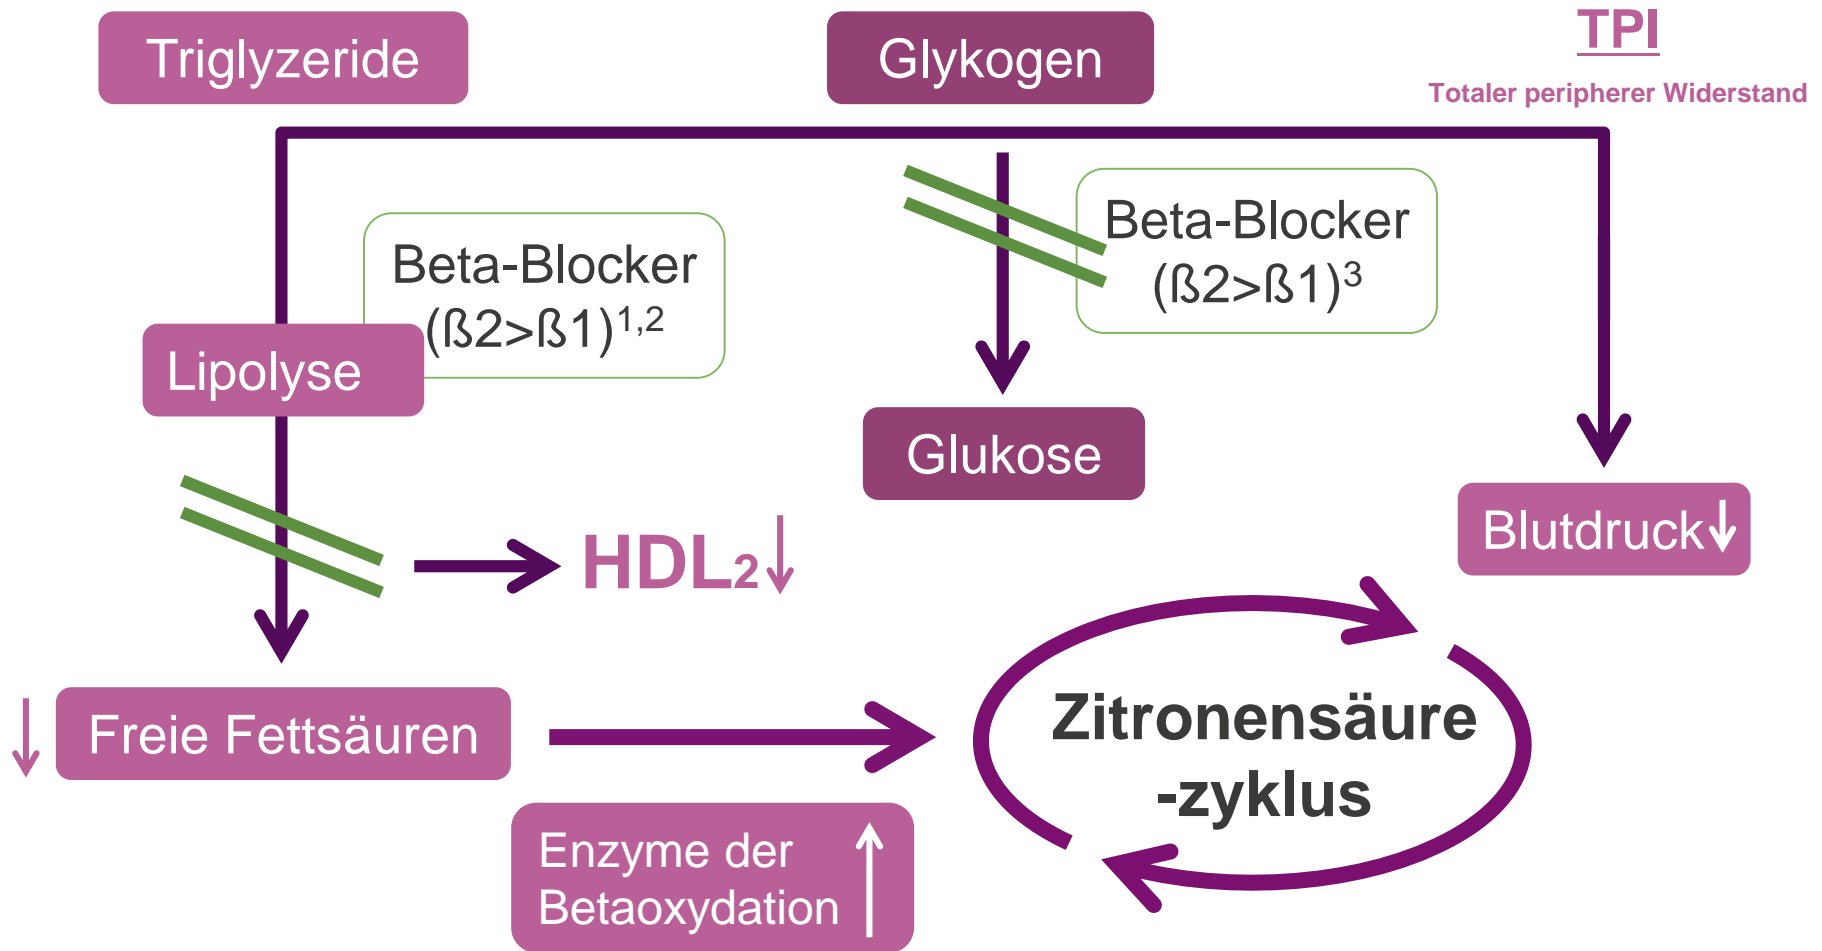 Triglyzeride
Glykogen
TPI
Totaler peripherer Widerstand
Beta-Blocker
(ß2>ß1)1,2
Beta-Blocker
(ß2>ß1)3
Lipolyse
Glukose
Blutdruck↓
HDL2↓
↓ Freie Fettsäuren
Zitronensäure
-zyklus
Enzyme der
Betaoxydation ↑